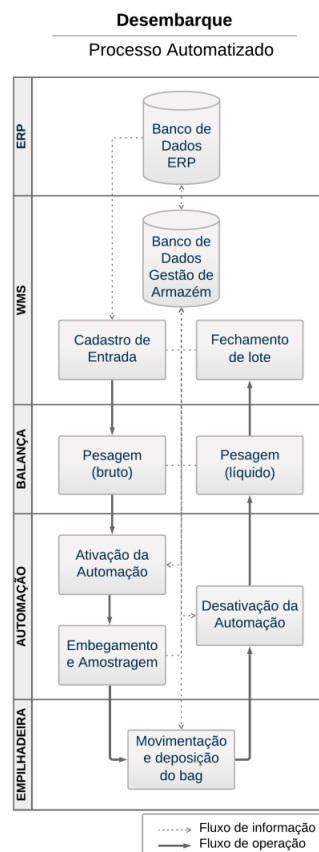 Desembarque
Processo Automatizado
ERP
Banco de
Dados
ERP
WMS
Banco de
Dados
Gestão de
Armazém
Cadastro de
Entrada
Fechamento
de lote
BALANÇA
Pesagem
(bruto)
Pesagem
(líquido)
AUTOMAÇÃO
Ativação da
Automação
Desativação da
Automação
Embegamento
e Amostragem
EMPILHADEIRA
Movimentação
e deposição
do bag
Fluxo de informação
Fluxo de operação